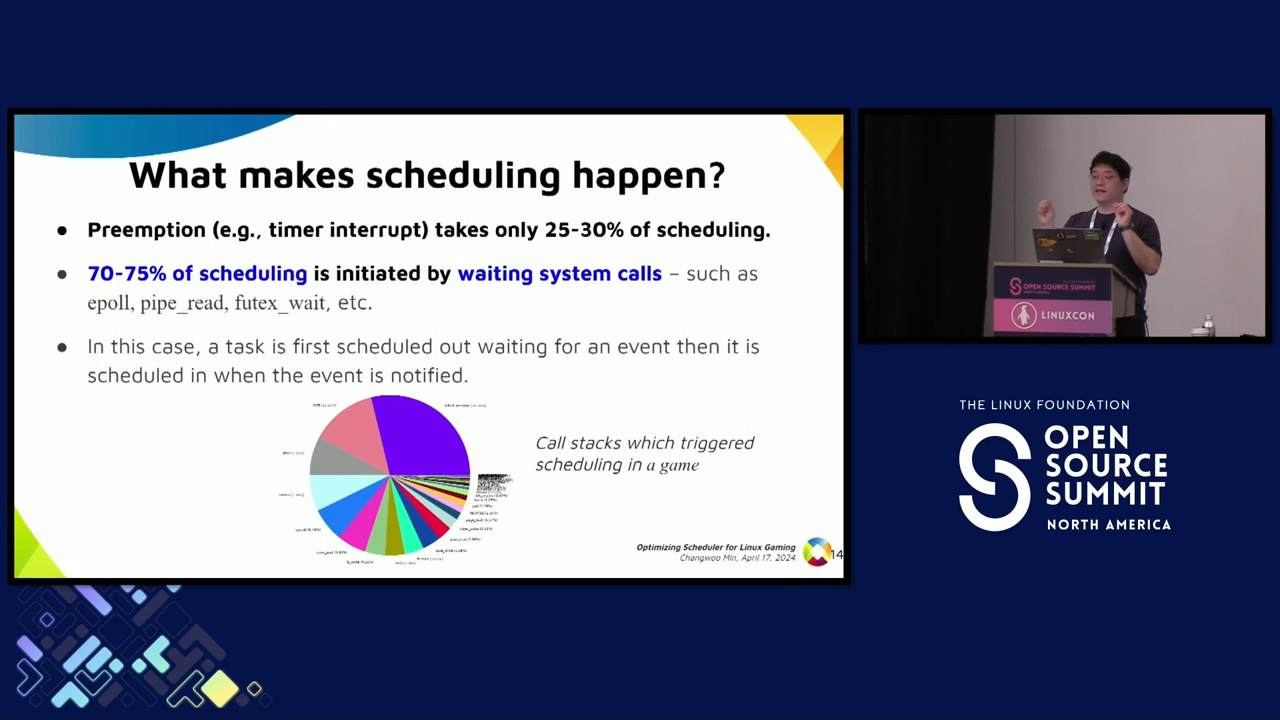 What makes scheduling happen?
● Preemption (e.g., timer interrupt) takes only 25-30% of scheduling.
● 70-75% of scheduling is initiated by waiting system calls – such as
epoll, pipe_read, futex_wait, etc.
● In this case, a task is first scheduled out waiting for an event then it is
scheduled in when the event is notified.
Call stacks which triggered
scheduling in a game
Optimizing Scheduler for Linux Gaming
Changwoo Min, April 17, 2024
14
OPEN SOURCE SUMMIT
LINUXCON
THE LINUX FOUNDATION
OPEN
SOURCE
SUMMIT
NORTH AMERICA